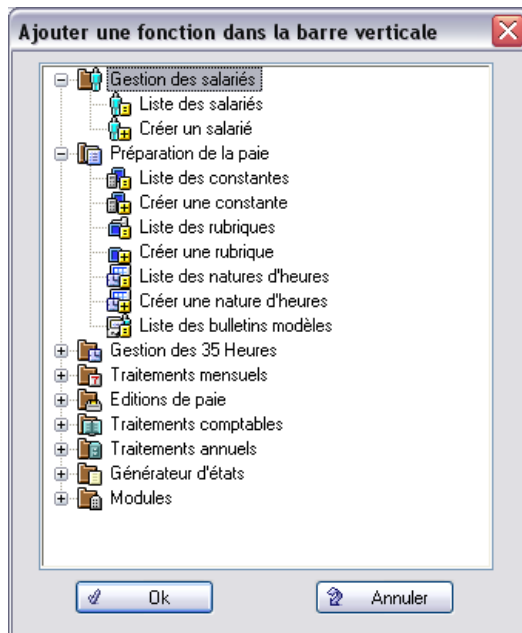 Ajouter une fonction dans la barre verticale
Gestion des salariés
Liste des salariés
Créer un salarié
Préparation de la paie
Liste des constantes
Créer une constante
Liste des rubriques
Créer une rubrique
Liste des natures d'heures
Créer une nature d'heures
Liste des bulletins modèles
Gestion des 35 Heures
Traitements mensuels
Editions de paie
Traitements comptables
Traitements annuels
Générateur d'états
Modules
Ok Annuler